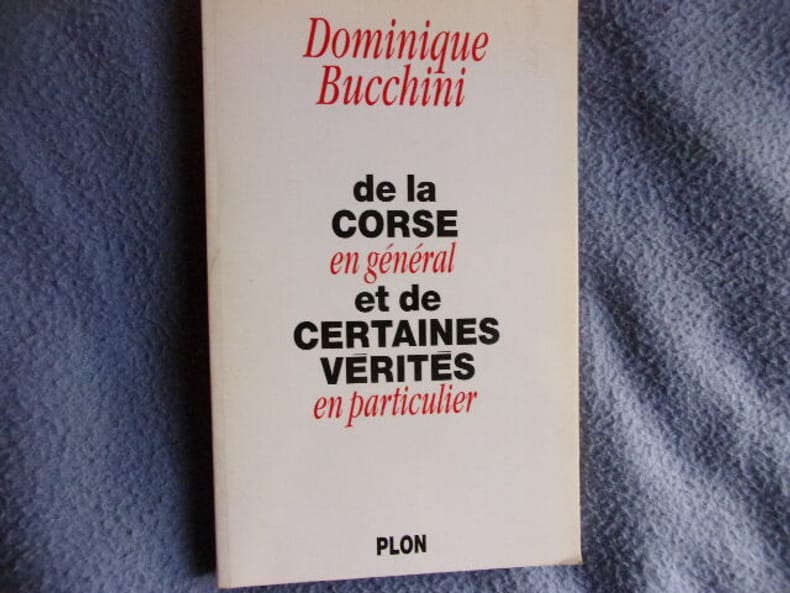 Dominique
Bucchini
de la
CORSE
en général
et de
CERTAINES
VÉRITÉS
en particulier
PLON